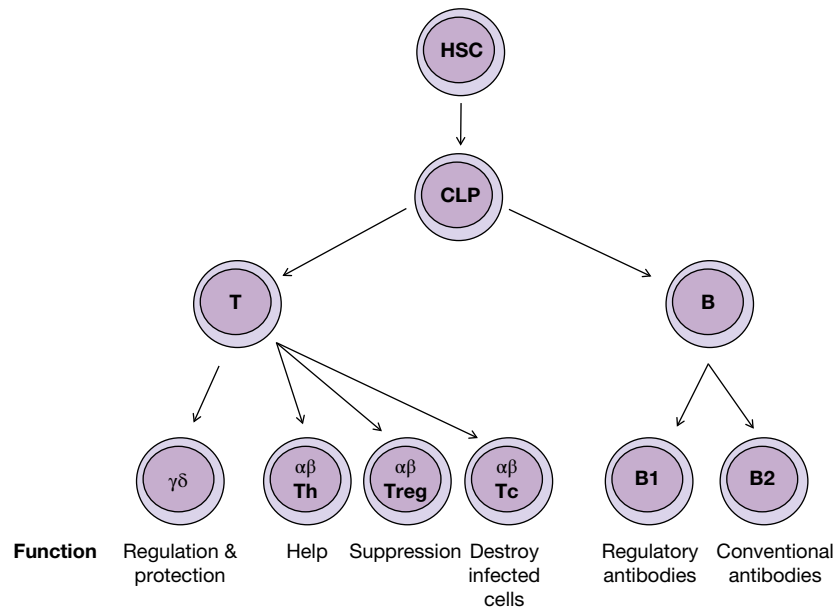 HSC
CLP
T
B
γδ
αβ
Th
αβ
Treg
αβ
Tc
B1
B2
Function
Regulation &
protection
Help
Suppression
Destroy
infected
cells
Regulatory
antibodies
Conventional
antibodies